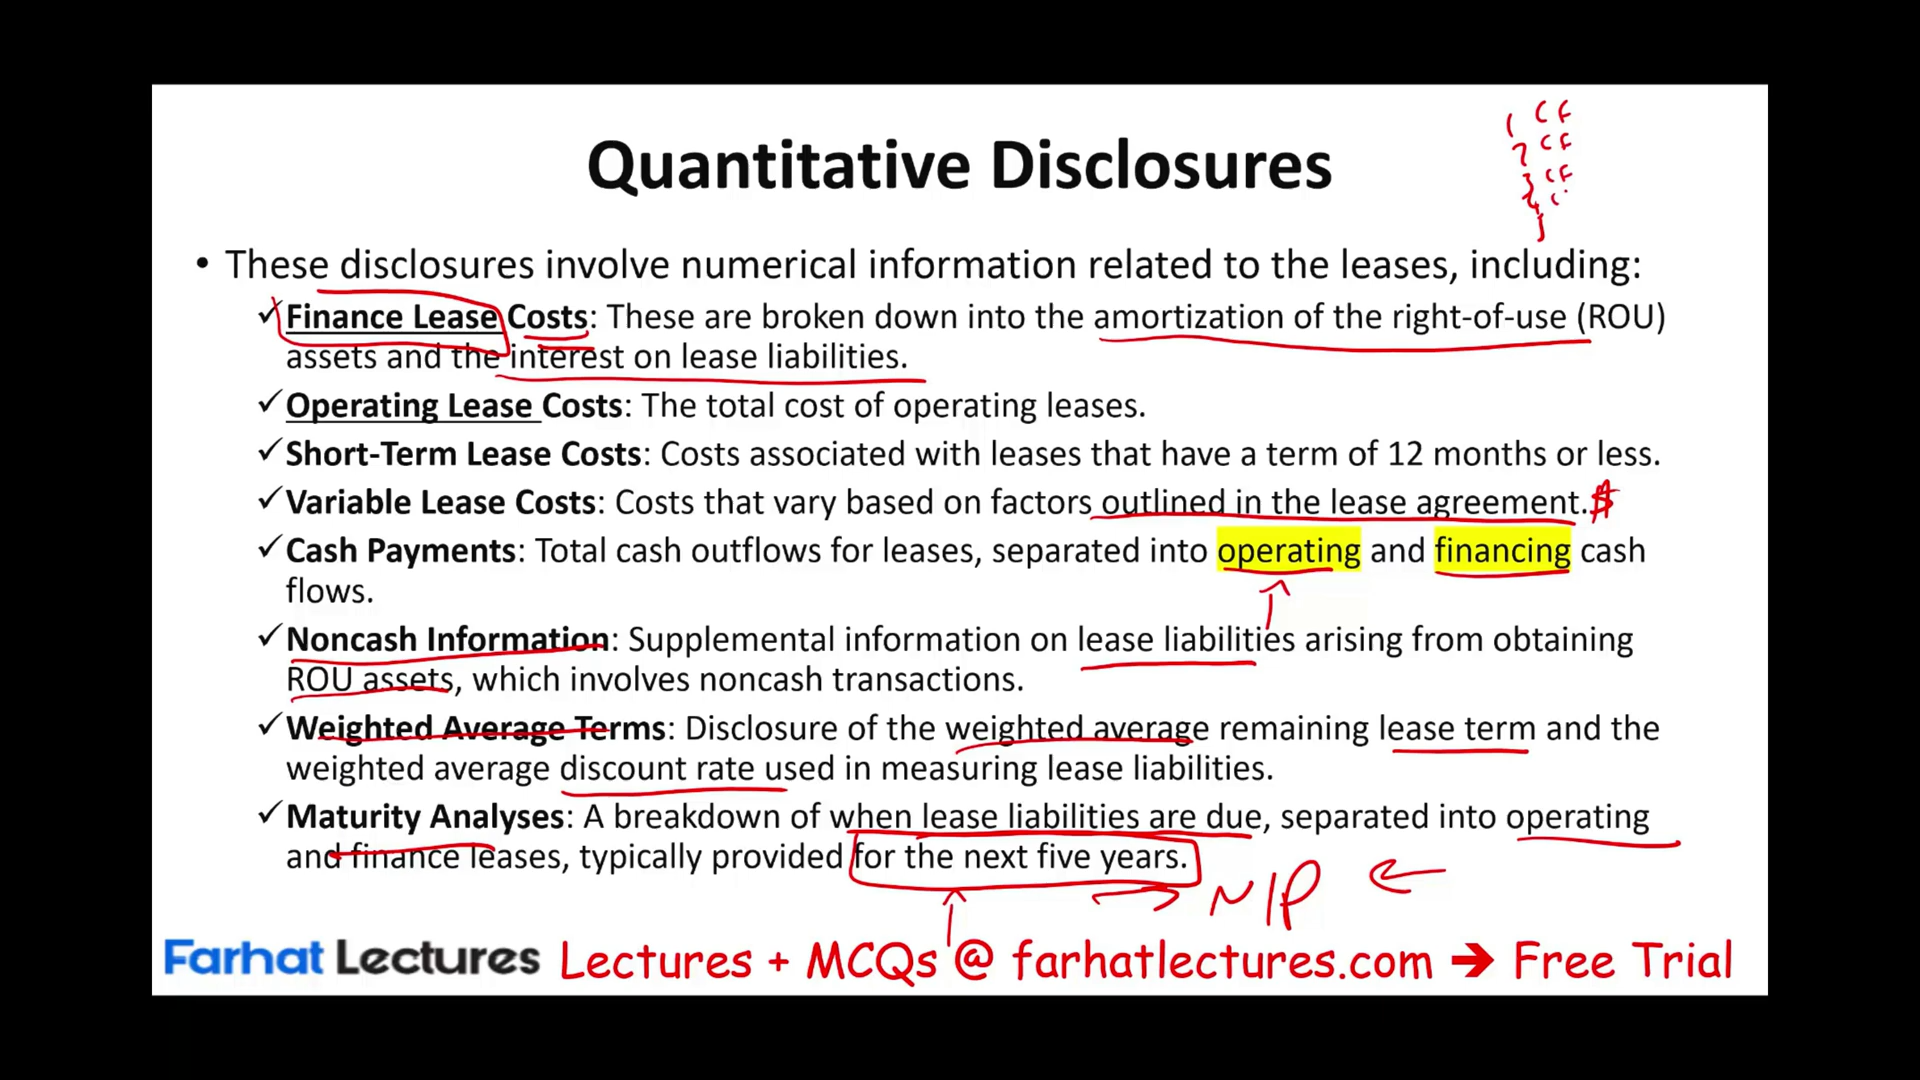 Quantitative Disclosures
1 CF
2 CF
3 CF
4 C
5
• These disclosures involve numerical information related to the leases, including:
✓ Finance Lease Costs: These are broken down into the amortization of the right-of-use (ROU)
assets and the interest on lease liabilities.
✓ Operating Lease Costs: The total cost of operating leases.
✓ Short-Term Lease Costs: Costs associated with leases that have a term of 12 months or less.
✓ Variable Lease Costs: Costs that vary based on factors outlined in the lease agreement.
✓ Cash Payments: Total cash outflows for leases, separated into operating and financing cash
flows.
✓ Noncash Information: Supplemental information on lease liabilities arising from obtaining
ROU assets, which involves noncash transactions.
✓ Weighted Average Terms: Disclosure of the weighted average remaining lease term and the
weighted average discount rate used in measuring lease liabilities.
✓ Maturity Analyses: A breakdown of when lease liabilities are due, separated into operating
and finance leases, typically provided for the next five years.
N/P
Farhat Lectures Lectures + MCQs @ farhatlectures.com ➔ Free Trial